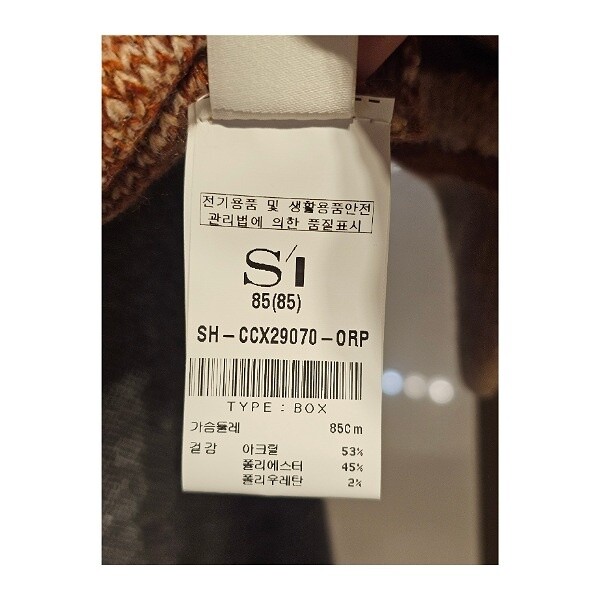 전기용품 및 생활용품안전
관리법에 의한 품질표시
S/I
85(85)
SH-CCX29070-ORP
TYPE : BOX
가슴둘레 85Cm
겉감 아크릴 53%
폴리에스터 45%
폴리우레탄 2%